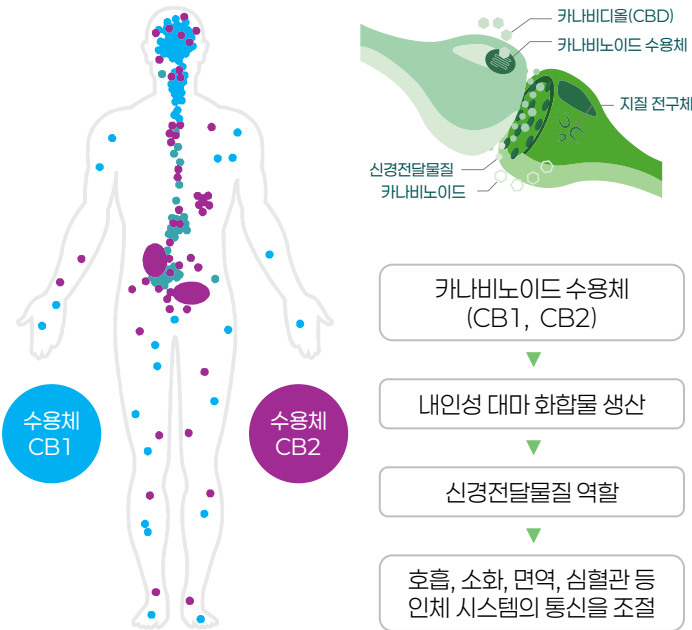 카나비디올(CBD)
카나비노이드 수용체
지질 전구체
신경전달물질
카나비노이드
수용체
CB1
수용체
CB2
카나비노이드 수용체
(CB1, CB2)
내인성 대마 화합물 생산
신경전달물질 역할
호흡, 소화, 면역, 심혈관 등
인체 시스템의 통신을 조절